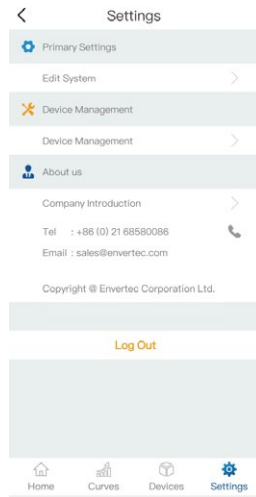 Settings
Primary Settings
Edit System
Device Management
Device Management
About us
Company Introduction
Tel : +86 (0) 21 68580086
Email : sales@envertec.com
Copyright @ Envertec Corporation Ltd.
Log Out
Home Curves Devices Settings